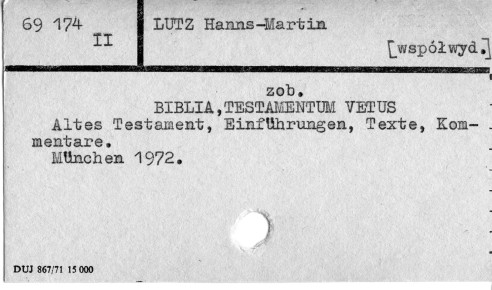 69 174
II
LUTZ Hanns-Martin
[współwyd.]
zob.
BIBLIA, TESTAMENTUM VETUS
Altes Testament, Einführungen, Texte, Kom-
mentare.
München 1972.
DUJ 867/71 15 000